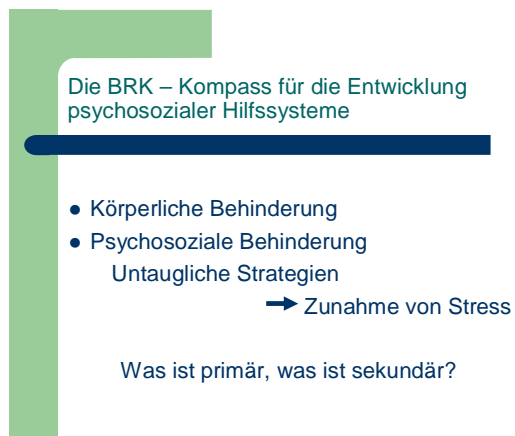 Die BRK – Kompass für die Entwicklung
psychosozialer Hilfssysteme
● Körperliche Behinderung
● Psychosoziale Behinderung
Untaugliche Strategien
➞ Zunahme von Stress
Was ist primär, was ist sekundär?